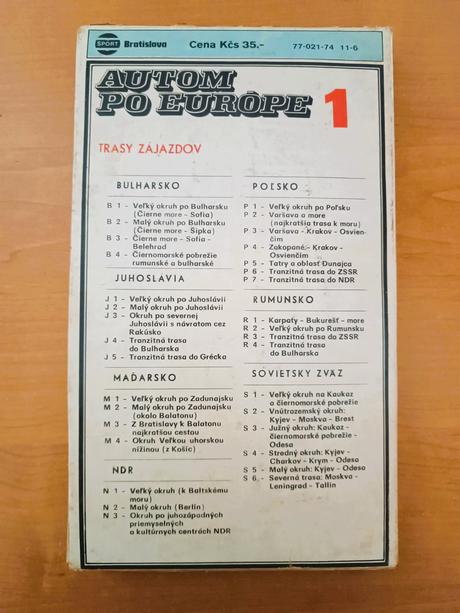 ŠPORT Bratislava Cena Kčs 35.- 77-021-74 11-6
AUTOM
PO EURÓPE 1
TRASY ZÁJAZDOV
BULHARSKO
B 1 - Veľký okruh po Bulharsku
(Čierne more - Sofia)
B 2 - Malý okruh po Bulharsku
(Čierne more - Šipka)
B 3 - Čierne more - Sofia -
Belehrad
B 4 - Čiernomorské pobrežie
rumunské a bulharské
JUHOSLÁVIA
J 1 - Veľký okruh po Juhoslávii
J 2 - Malý okruh po Juhoslávii
J 3 - Okruh po severnej
Juhoslávii s návratom cez
Rakúsko
J 4 - Tranzitná trasa
do Bulharska
J 5 - Tranzitná trasa do Grécka
MAĎARSKO
M 1 - Veľký okruh po Zadunajsku
M 2 - Malý okruh po Zadunajsku
(okolo Balatonu)
M 3 - Z Bratislavy k Balatonu
najkratšou cestou
M 4 - Okruh Veľkou uhorskou
nížinou (z Košíc)
NDR
N 1 - Veľký okruh (k Baltskému
moru)
N 2 - Malý okruh (Berlín)
N 3 - Okruh po juhozápadných
priemyselných
a kultúrnych centrách NDR
POĽSKO
P 1 - Veľký okruh po Poľsku
P 2 - Varšava a more
(najkratšia trasa k moru)
P 3 - Varšava - Krakov - Osvien-
čim
P 4 - Zakopané - Krakov -
Osvienčim
P 5 - Tatry a oblasť Dunajca
P 6 - Tranzitná trasa do ZSSR
P 7 - Tranzitná trasa do NDR
RUMUNSKO
R 1 - Karpaty - Bukurešť - more
R 2 - Veľký okruh po Rumunsku
R 3 - Tranzitná trasa do ZSSR
R 4 - Tranzitná trasa
do Bulharska
SOVIETSKY ZVÄZ
S 1 - Veľký okruh na Kaukaz
a čiernomorské pobrežie
S 2 - Vnútrozemský okruh:
Kyjev - Moskva - Brest
S 3 - Južný okruh: Kaukaz -
čiernomorské pobrežie -
Odesa
S 4 - Stredný okruh: Kyjev -
Charkov - Krym - Odesa
S 5 - Malý okruh: Kyjev - Odesa
S 6 - Severná trasa: Moskva -
Leningrad - Tallin